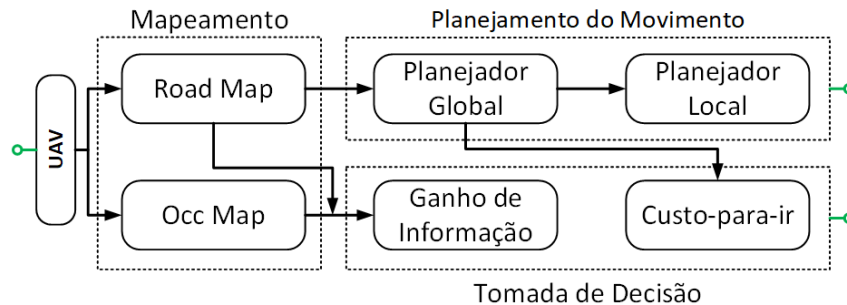 Mapeamento
Planejamento do Movimento
UAV
Road Map
Planejador
Global
Planejador
Local
Occ Map
Ganho de
Informação
Custo-para-ir
Tomada de Decisão